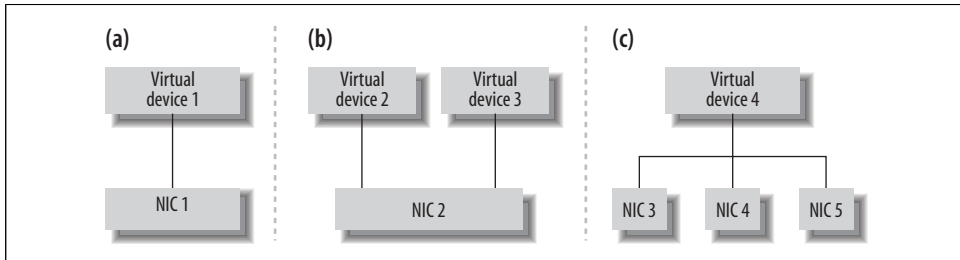 (a)
Virtual
device 1
NIC 1
(b)
Virtual
device 2
Virtual
device 3
NIC 2
(c)
Virtual
device 4
NIC 3
NIC 4
NIC 5